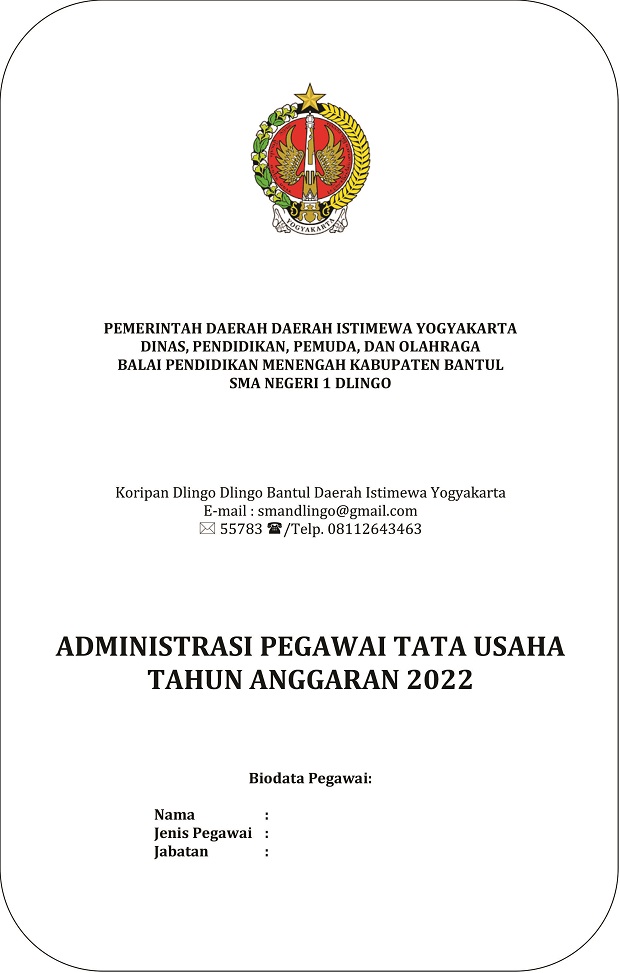 YOGYAKARTA
PEMERINTAH DAERAH DAERAH ISTIMEWA YOGYAKARTA
DINAS, PENDIDIKAN, PEMUDA, DAN OLAHRAGA
BALAI PENDIDIKAN MENENGAH KABUPATEN BANTUL
SMA NEGERI 1 DLINGO
Koripan Dlingo Dlingo Bantul Daerah Istimewa Yogyakarta
E-mail : smandlingo@gmail.com
✉ 55783 ☎/Telp. 08112643463
ADMINISTRASI PEGAWAI TATA USAHA
TAHUN ANGGARAN 2022
Biodata Pegawai:
Nama :
Jenis Pegawai :
Jabatan :